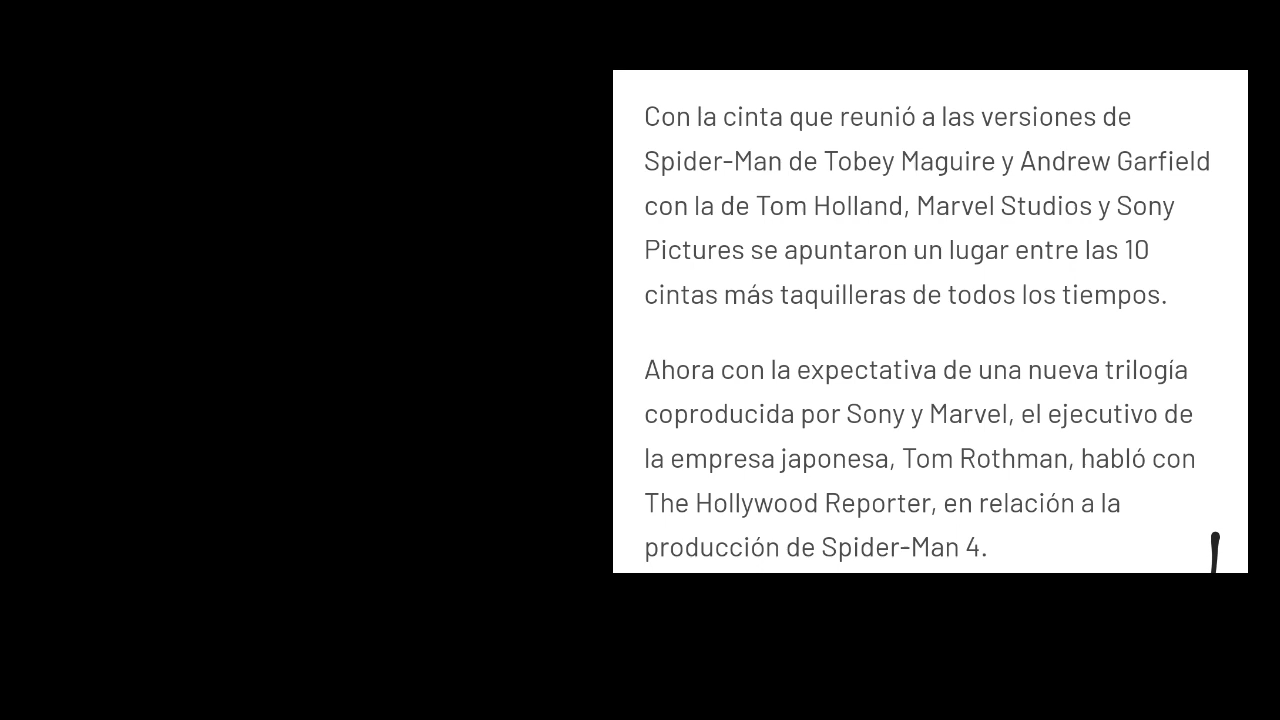 Con la cinta que reunió a las versiones de
Spider-Man de Tobey Maguire y Andrew Garfield
con la de Tom Holland, Marvel Studios y Sony
Pictures se apuntaron un lugar entre las 10
cintas más taquilleras de todos los tiempos.
Ahora con la expectativa de una nueva trilogía
coproducida por Sony y Marvel, el ejecutivo de
la empresa japonesa, Tom Rothman, habló con
The Hollywood Reporter, en relación a la
producción de Spider-Man 4.